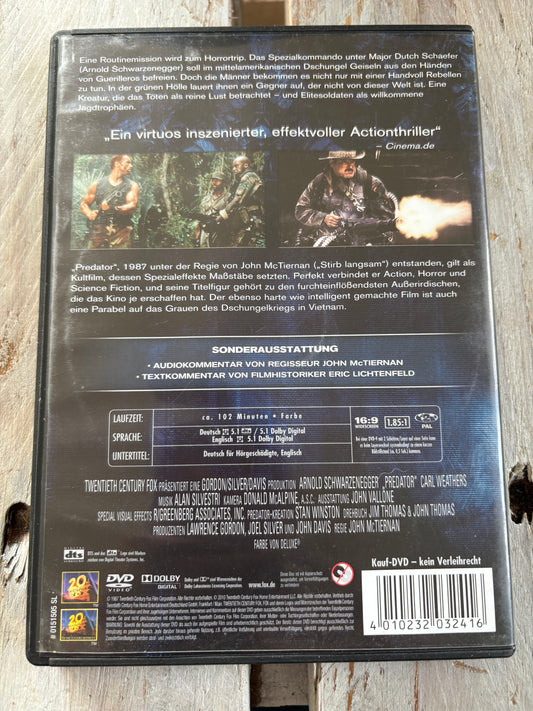 Eine Routinemission wird zum Horrortrip. Das Spezialkommando unter Major Dutch Schaefer
(Arnold Schwarzenegger) soll im mittelamerikanischen Dschungel Geiseln aus den Händen
von Guerilleros befreien. Doch die Männer bekommen es nicht nur mit einer Handvoll Rebellen
zu tun. In der grünen Hölle lauert ihnen ein Gegner auf, der nicht von dieser Welt ist. Eine
Kreatur, die das Töten als reine Lust betrachtet – und Elitesoldaten als willkommene
Jagdtrophäen.
„Ein virtuos inszenierter, effektvoller Actionthriller“
– Cinema.de
„Predator“, 1987 unter der Regie von John McTiernan („Stirb langsam“) entstanden, gilt als
Kultfilm, dessen Spezialeffekte Maßstäbe setzten. Perfekt verbindet er Action, Horror und
Science Fiction, und seine Titelfigur gehört zu den furchteinflößendsten Außerirdischen,
die das Kino je erschaffen hat. Der ebenso harte wie intelligent gemachte Film ist auch
eine Parabel auf das Grauen des Dschungelkriegs in Vietnam.
SONDERAUSSTATTUNG
• AUDIOKOMMENTAR VON REGISSEUR JOHN McTIERNAN
• TEXTKOMMENTAR VON FILMHISTORIKER ERIC LICHTENFELD
LAUFZEIT: ca. 102 Minuten • Farbe
SPRACHE: Deutsch 5.1 dts / 5.1 Dolby Digital
Englisch 5.1 / 5.1 Dolby Digital
UNTERTITEL: Deutsch für Hörgeschädigte, Englisch
16:9
WIDESCREEN
1.85:1
2
PAL
TWENTIETH CENTURY FOX PRÄSENTIERT EINE GORDON/SILVER/DAVIS PRODUKTION ARNOLD SCHWARZENEGGER „PREDATOR“ CARL WEATHERS
MUSIK ALAN SILVESTRI KAMERA DONALD McALPINE, A.S.C. AUSSTATTUNG JOHN VALLONE
SPECIAL VISUAL EFFECTS R/GREENBERG ASSOCIATES, INC. PREDATOR-KREATION STAN WINSTON DREHBUCH JIM THOMAS & JOHN THOMAS
PRODUZENTEN LAWRENCE GORDON, JOEL SILVER UND JOHN DAVIS REGIE JOHN McTIERNAN
FARBE VON DELUXE
dts
Kauf-DVD – kein Verleihrecht
DVD
VIDEO
DOLBY
DIGITAL
www.fox.de
B 0151505 SL
4 010232 032416